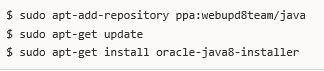 $ sudo apt-add-repository ppa:webupd8team/java
$ sudo apt-get update
$ sudo apt-get install oracle-java8-installer